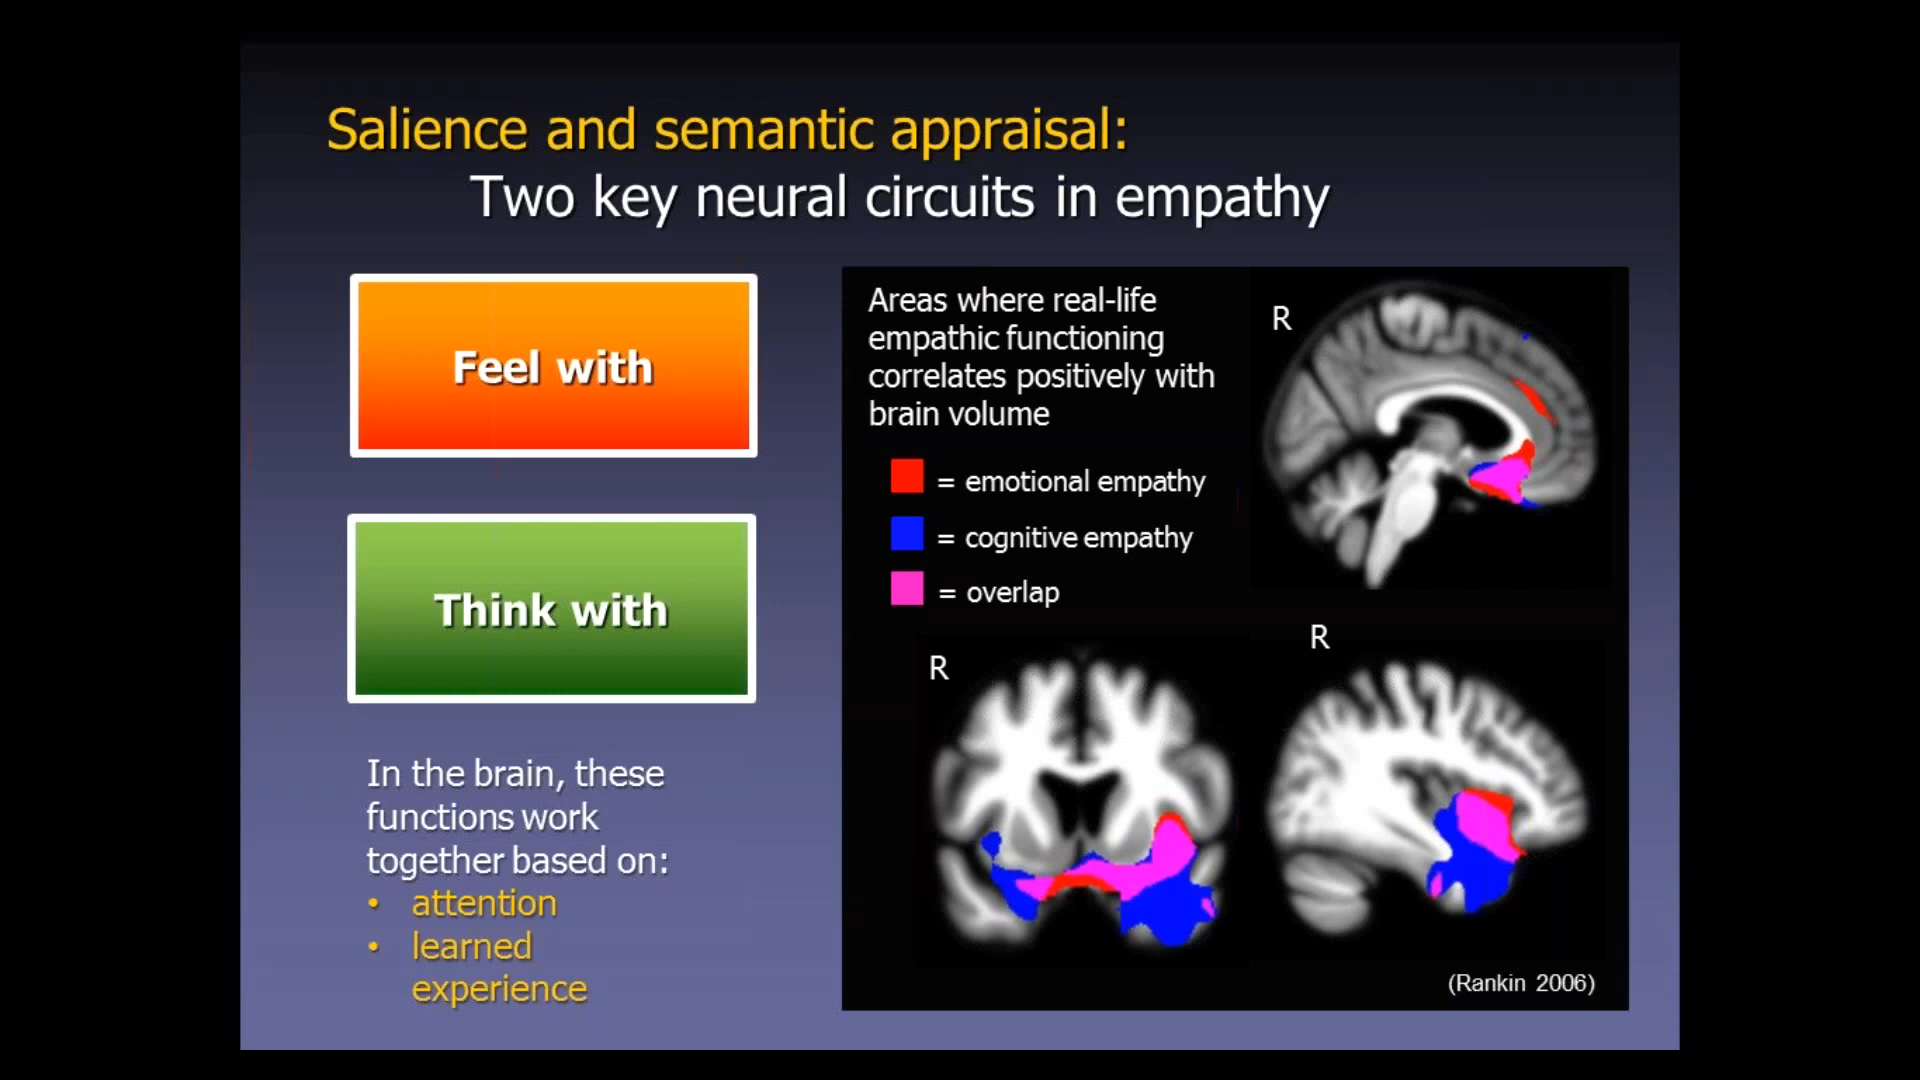 Salience and semantic appraisal:
Two key neural circuits in empathy
Feel with
Think with
In the brain, these
functions work
together based on:
• attention
• learned
experience
Areas where real-life
empathic functioning
correlates positively with
brain volume
= emotional empathy
= cognitive empathy
= overlap
R
R
R
(Rankin 2006)